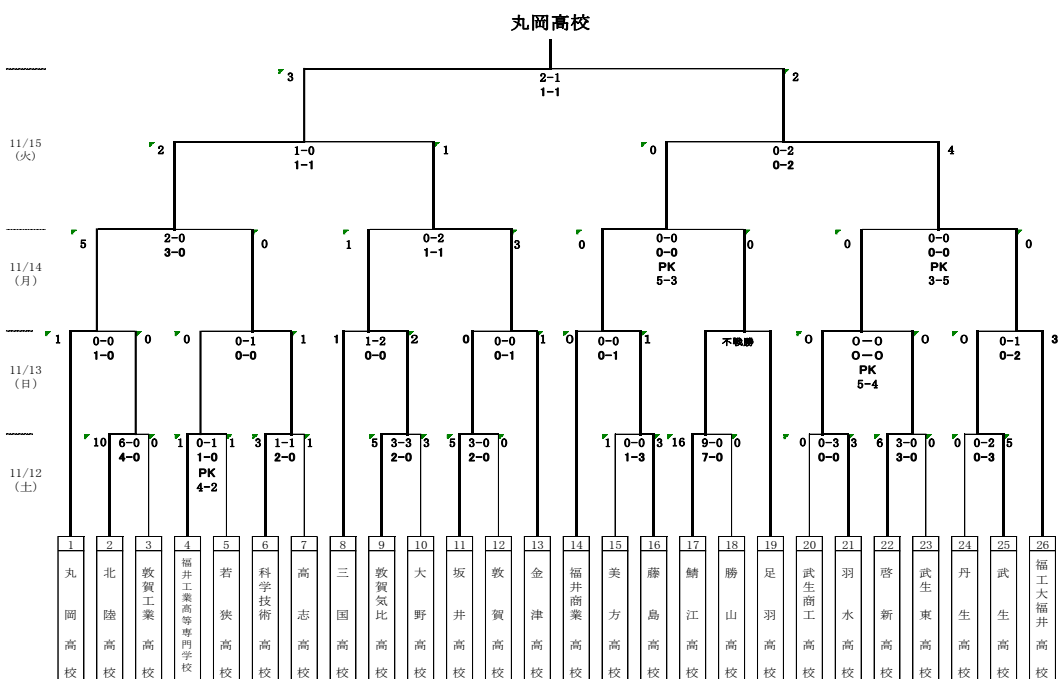 丸岡高校
3 2-1 2
1-1
11/15
(火)
2 1-0 1 0 0-2 4
1-1 0-2
11/14
(月)
5 2-0 0 1 0-2 3 0 0-0 0 0 0-0 0
3-0 1-1 0-0 0-0
PK PK
5-3 3-5
11/13
(日)
1 0-0 0 0 0-1 1 1 1-2 2 0 0-0 1 0 0-0 1 不戦勝 0 0-0 0 0 0-1 3
1-0 0-0 0-0 0-1 0-1 0-0 0-2
PK
5-4
11/12
(土)
10 6-0 0 1 0-1 1 3 1-1 1 5 3-3 3 5 3-0 0 1 0-0 3 16 9-0 0 0 0-3 3 6 3-0 0 0 0-2 5
4-0 1-0 2-0 2-0 2-0 1-3 7-0 0-0 3-0 0-3
PK
4-2
1 丸岡高校
2 北陸高校
3 敦賀工業高校
4 福井工業高等専門学校
5 若狭高校
6 科学技術高校
7 高志高校
8 三国高校
9 敦賀気比高校
10 大野高校
11 坂井高校
12 敦賀高校
13 金津高校
14 福井商業高校
15 美方高校
16 藤島高校
17 鯖江高校
18 勝山高校
19 足羽高校
20 武生商工高校
21 羽水高校
22 啓新高校
23 武生東高校
24 丹生高校
25 武生高校
26 福工大福井高校